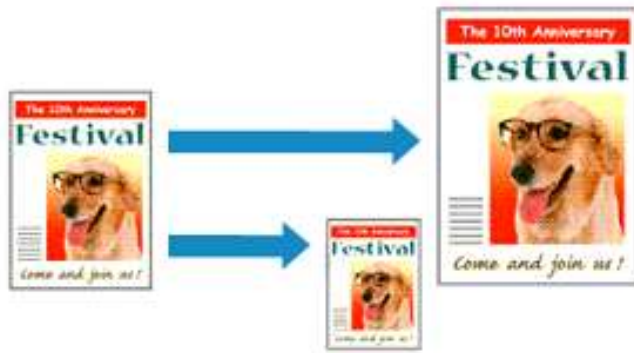 The 10th Anniversary
Festival
Come and join us!
The 10th Anniversary
Festival
Come and join us!
The 10th Anniversary
Festival
Come and join us!